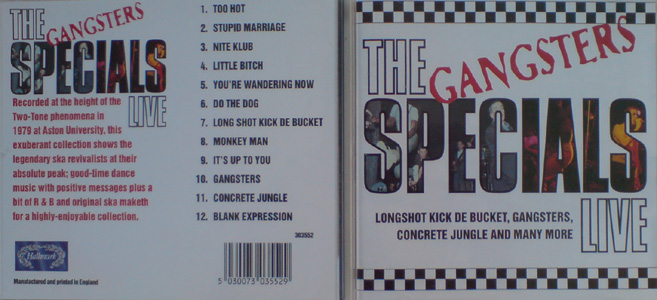 THE
GANGSTERS
SPECIALS
LIVE
Recorded at the height of the
Two-Tone phenomena in
1979 at Aston University, this
exuberant collection shows the
legendary ska revivalists at their
absolute peak; good-time dance
music with positive messages plus a
bit of R & B and original ska maketh
for a highly-enjoyable collection.
Hallmark
Manufactured and printed in England
1. TOO HOT
2. STUPID MARRIAGE
3. NITE KLUB
4. LITTLE BITCH
5. YOU'RE WANDERING NOW
6. DO THE DOG
7. LONG SHOT KICK DE BUCKET
8. MONKEY MAN
9. IT'S UP TO YOU
10. GANGSTERS
11. CONCRETE JUNGLE
12. BLANK EXPRESSION
303552
5 030073 035529
THE
GANGSTERS
SPECIALS
LONGSHOT KICK DE BUCKET, GANGSTERS,
CONCRETE JUNGLE AND MANY MORE
LIVE